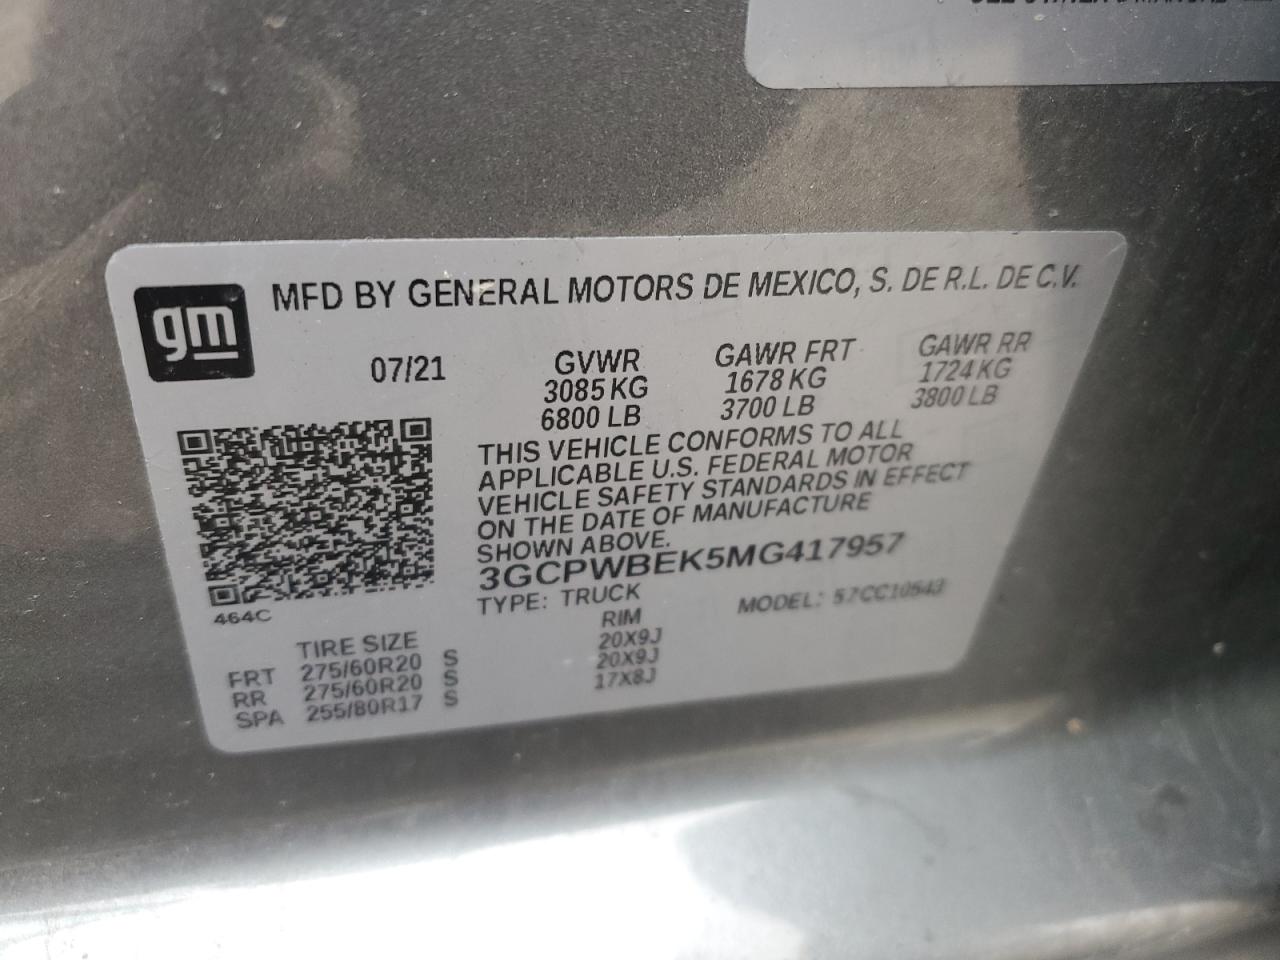 gm
MFD BY GENERAL MOTORS DE MEXICO, S. DE R.L. DE C.V.
07/21
GVWR GAWR FRT GAWR RR
3085 KG 1678 KG 1724 KG
6800 LB 3700 LB 3800 LB
THIS VEHICLE CONFORMS TO ALL
APPLICABLE U.S. FEDERAL MOTOR
VEHICLE SAFETY STANDARDS IN EFFECT
ON THE DATE OF MANUFACTURE
SHOWN ABOVE.
3GCPWBEK5MG417957
TYPE: TRUCK MODEL: 57CC10543
464C
TIRE SIZE RIM
FRT 275/60R20 S 20X9J
RR 275/60R20 S 20X9J
SPA 255/80R17 S 17X8J